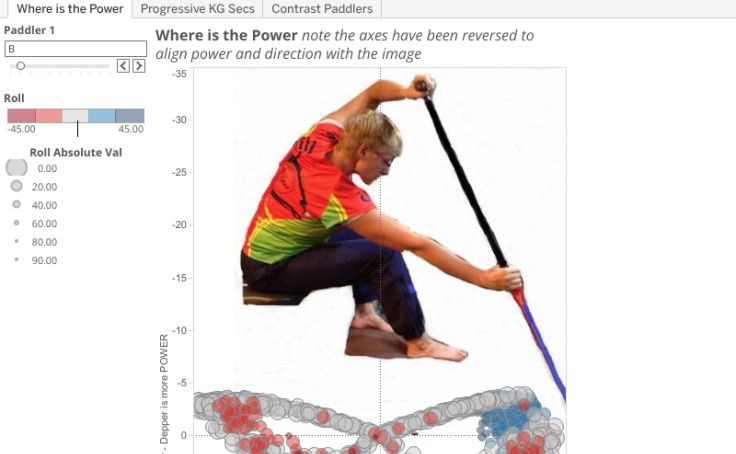 Where is the Power
Progressive KG Secs
Contrast Paddlers
Paddler 1
B
Roll
-45.00
45.00
Roll Absolute Val
0.00
20.00
40.00
60.00
80.00
90.00
Where is the Power note the axes have been reversed to
align power and direction with the image
-35
-30
-25
-20
-15
-10
-5
0
- Depper is more POWER